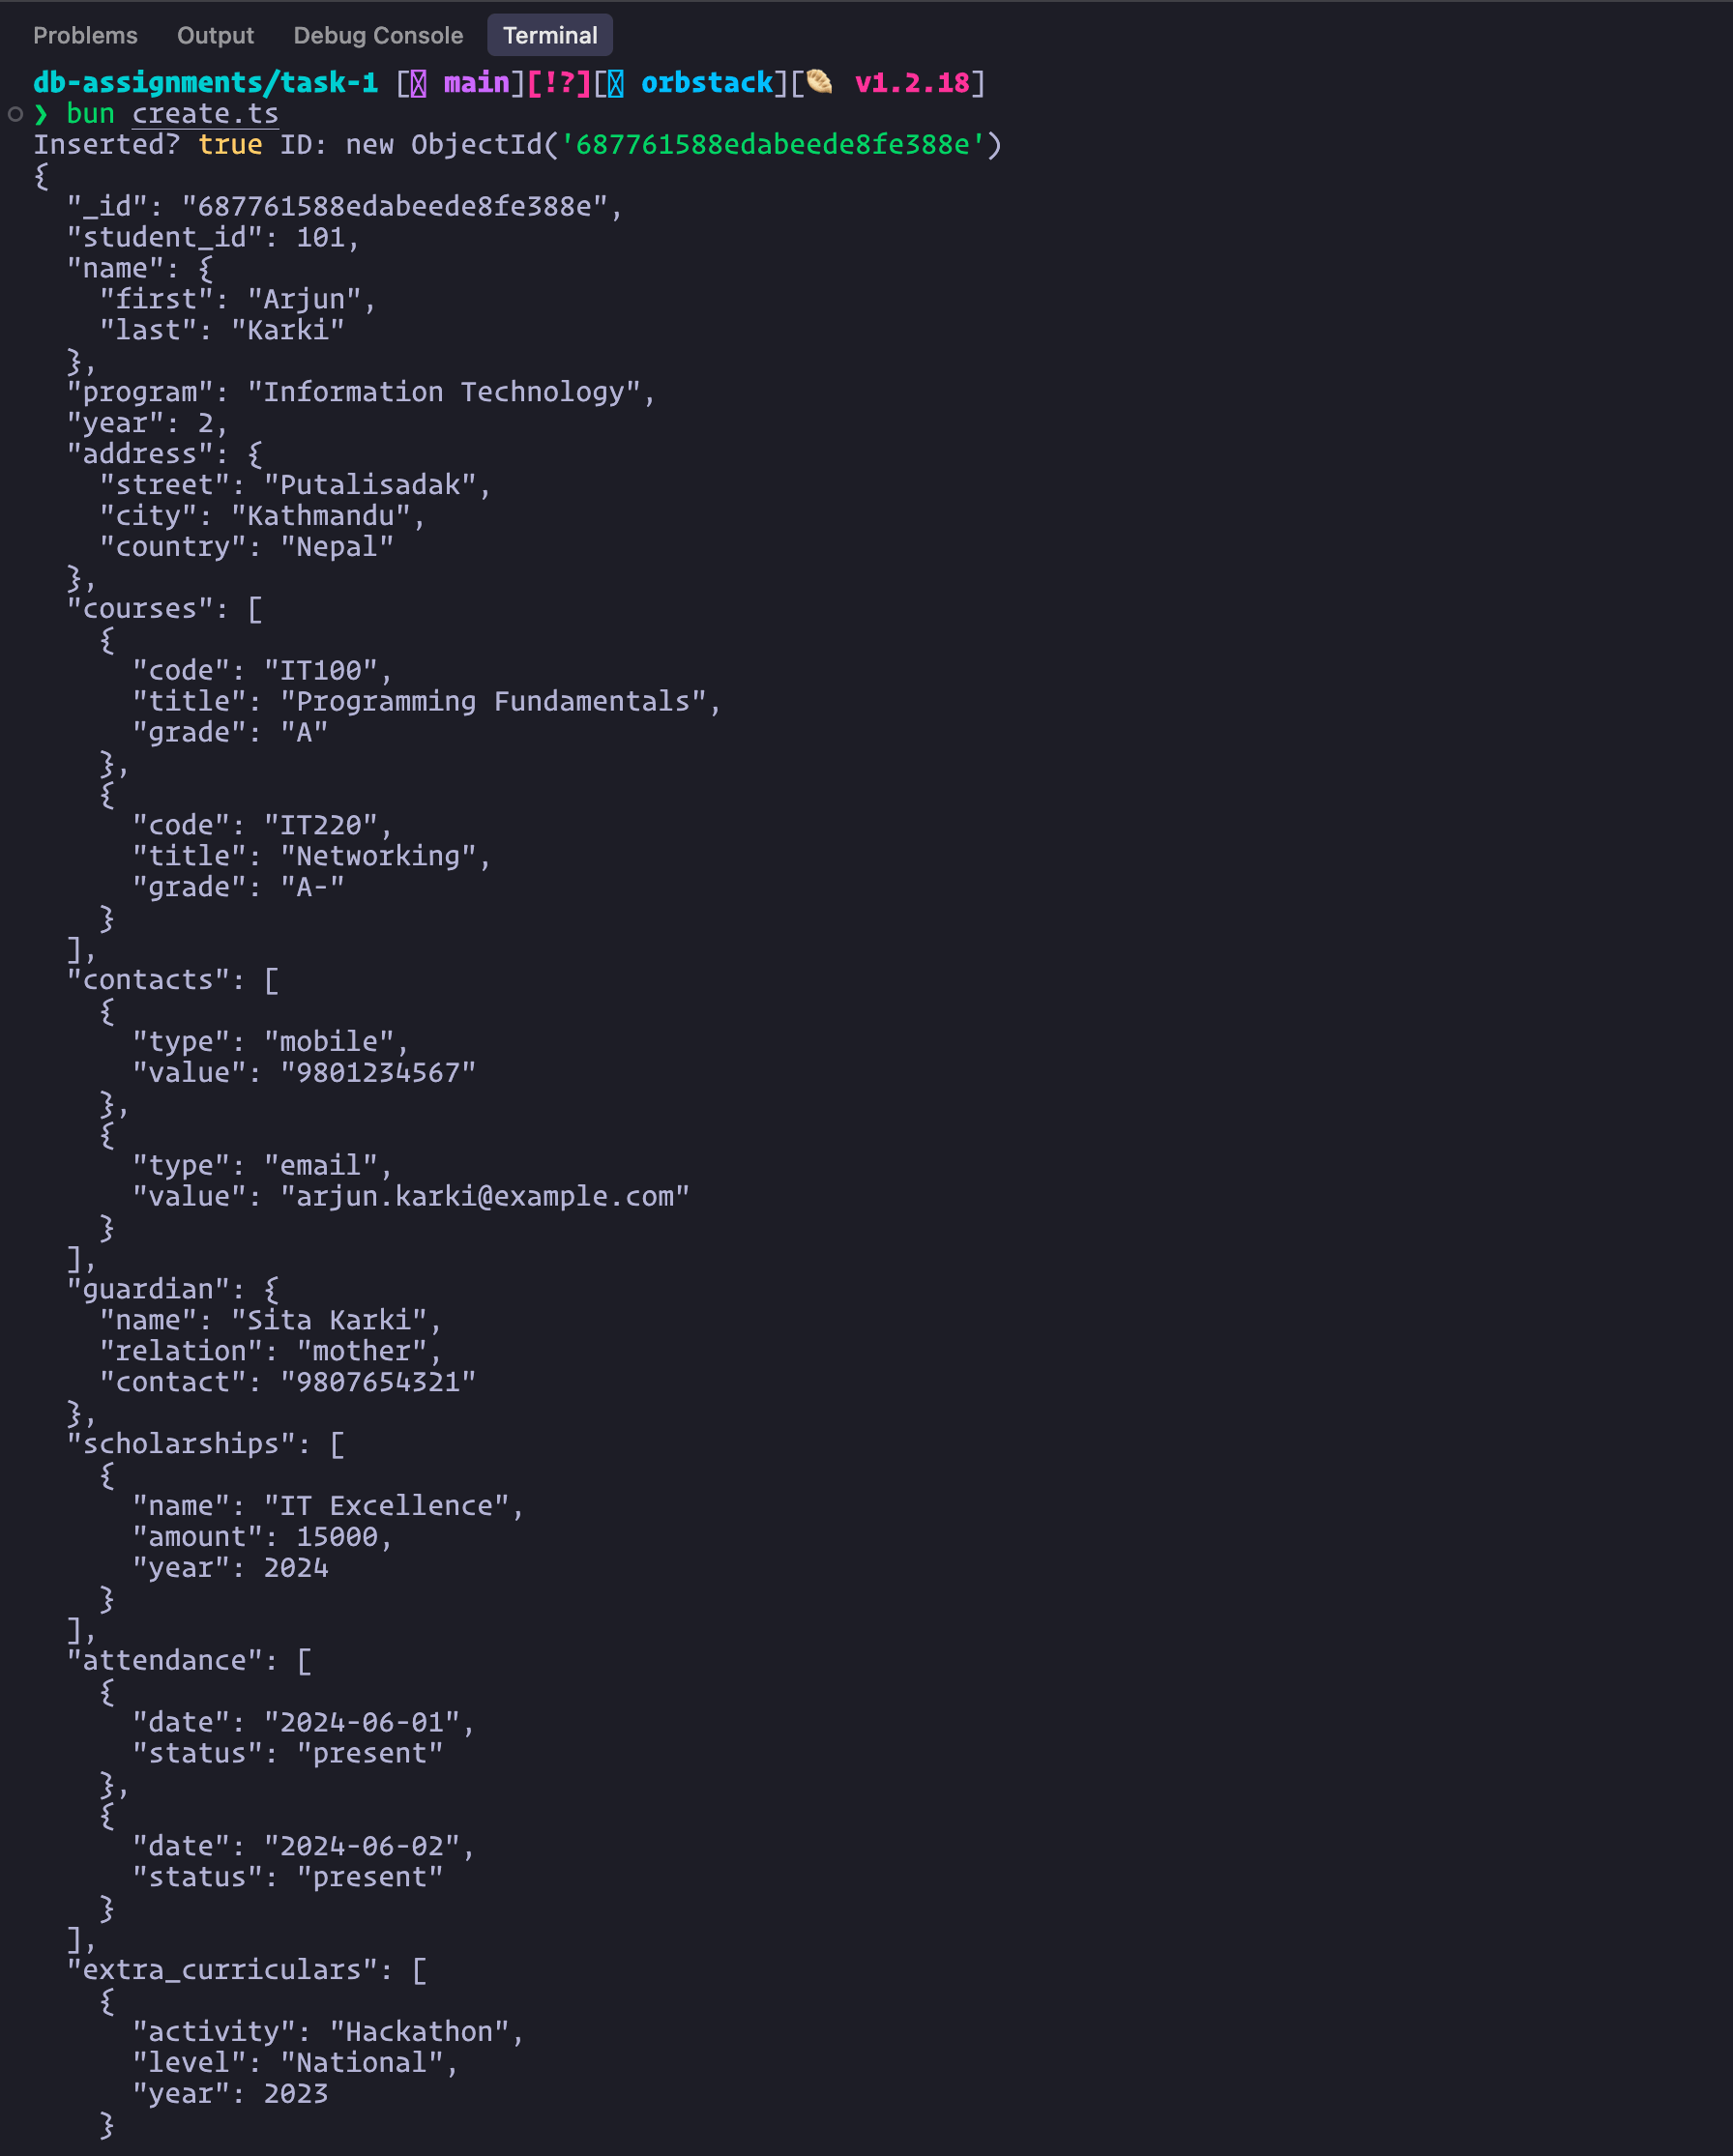 Problems Output Debug Console Terminal
db-assignments/task-1 [ main][!?][ orbstack][🥖 v1.2.18]
❯ bun create.ts
Inserted? true ID: new ObjectId('687761588edabeede8fe388e')
{
  "_id": "687761588edabeede8fe388e",
  "student_id": 101,
  "name": {
    "first": "Arjun",
    "last": "Karki"
  },
  "program": "Information Technology",
  "year": 2,
  "address": {
    "street": "Putalisadak",
    "city": "Kathmandu",
    "country": "Nepal"
  },
  "courses": [
    {
      "code": "IT100",
      "title": "Programming Fundamentals",
      "grade": "A"
    },
    {
      "code": "IT220",
      "title": "Networking",
      "grade": "A-"
    }
  ],
  "contacts": [
    {
      "type": "mobile",
      "value": "9801234567"
    },
    {
      "type": "email",
      "value": "arjun.karki@example.com"
    }
  ],
  "guardian": {
    "name": "Sita Karki",
    "relation": "mother",
    "contact": "9807654321"
  },
  "scholarships": [
    {
      "name": "IT Excellence",
      "amount": 15000,
      "year": 2024
    }
  ],
  "attendance": [
    {
      "date": "2024-06-01",
      "status": "present"
    },
    {
      "date": "2024-06-02",
      "status": "present"
    }
  ],
  "extra_curriculars": [
    {
      "activity": "Hackathon",
      "level": "National",
      "year": 2023
    }